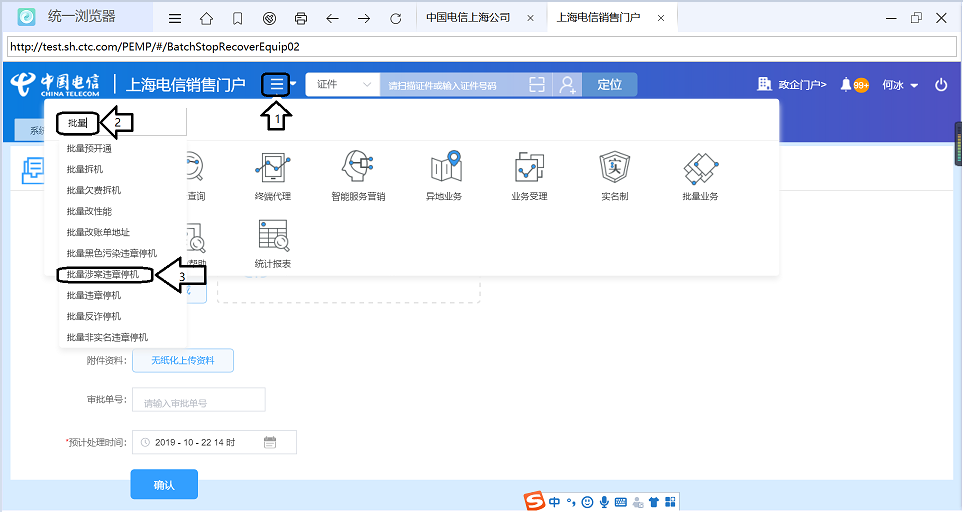 统一浏览器
中国电信上海公司 ×
上海电信销售门户 ×
http://test.sh.ctc.com/PEMP/#/BatchStopRecoverEquip02
中国电信
CHINA TELECOM
上海电信销售门户
证件
请扫描证件或输入证件号码
定位
政企门户>
99+
何冰
1
系统
批量
2
批量预开通
批量拆机
批量欠费拆机
批量改性能
批量改账单地址
批量黑色污染违章停机
批量涉案违章停机
3
批量违章停机
批量反诈停机
批量非实名违章停机
查询
终端代理
智能服务营销
异地业务
业务受理
实
实名制
批量业务
帮助
统计报表
附件资料：
无纸化上传资料
审批单号：
请输入审批单号
*预计处理时间：
2019 - 10 - 22 14 时
确认
S 中